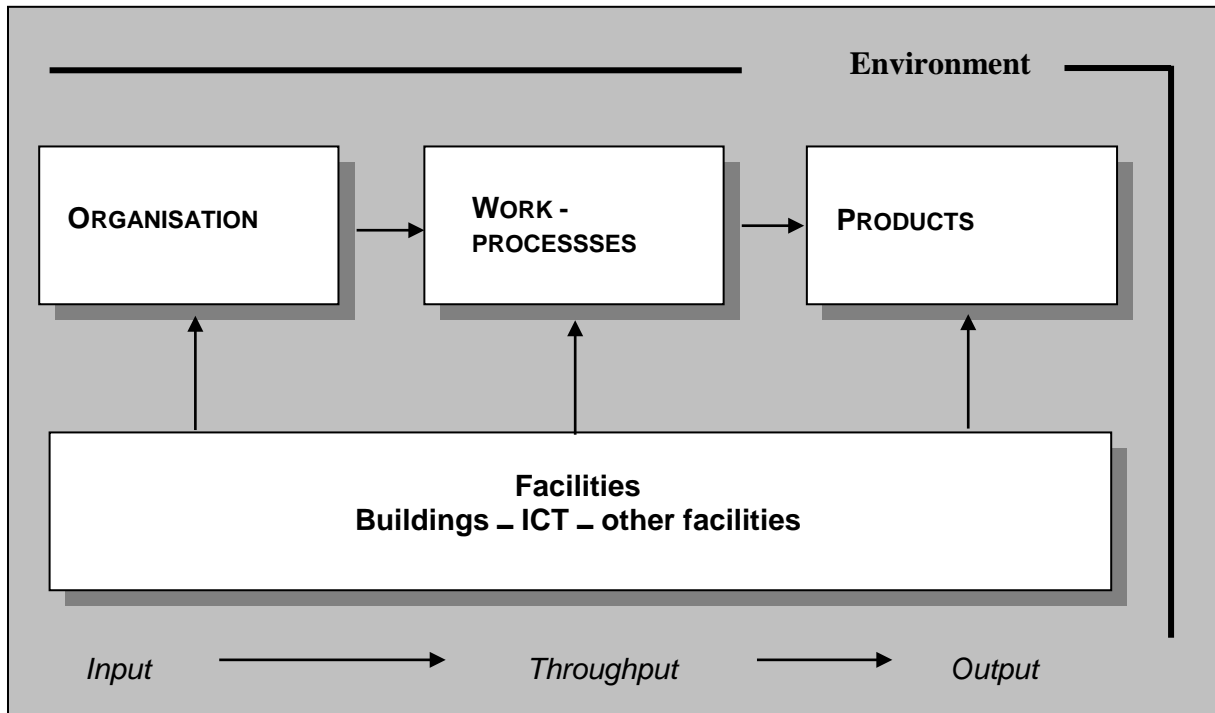 Environment
ORGANISATION
WORK -
PROCESSSES
PRODUCTS
Facilities
Buildings – ICT – other facilities
Input
Throughput
Output